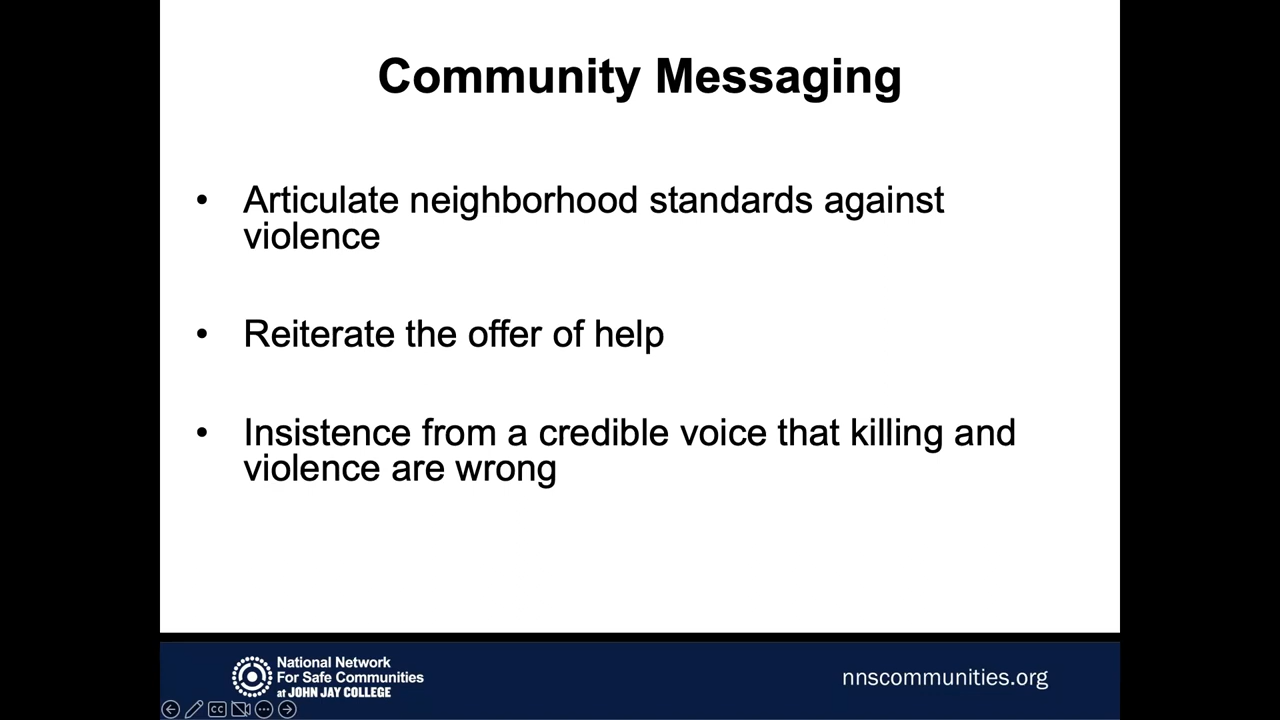 Community Messaging
• Articulate neighborhood standards against
violence
• Reiterate the offer of help
• Insistence from a credible voice that killing and
violence are wrong
National Network
For Safe Communities
at JOHN JAY COLLEGE
nnscommunities.org
CC